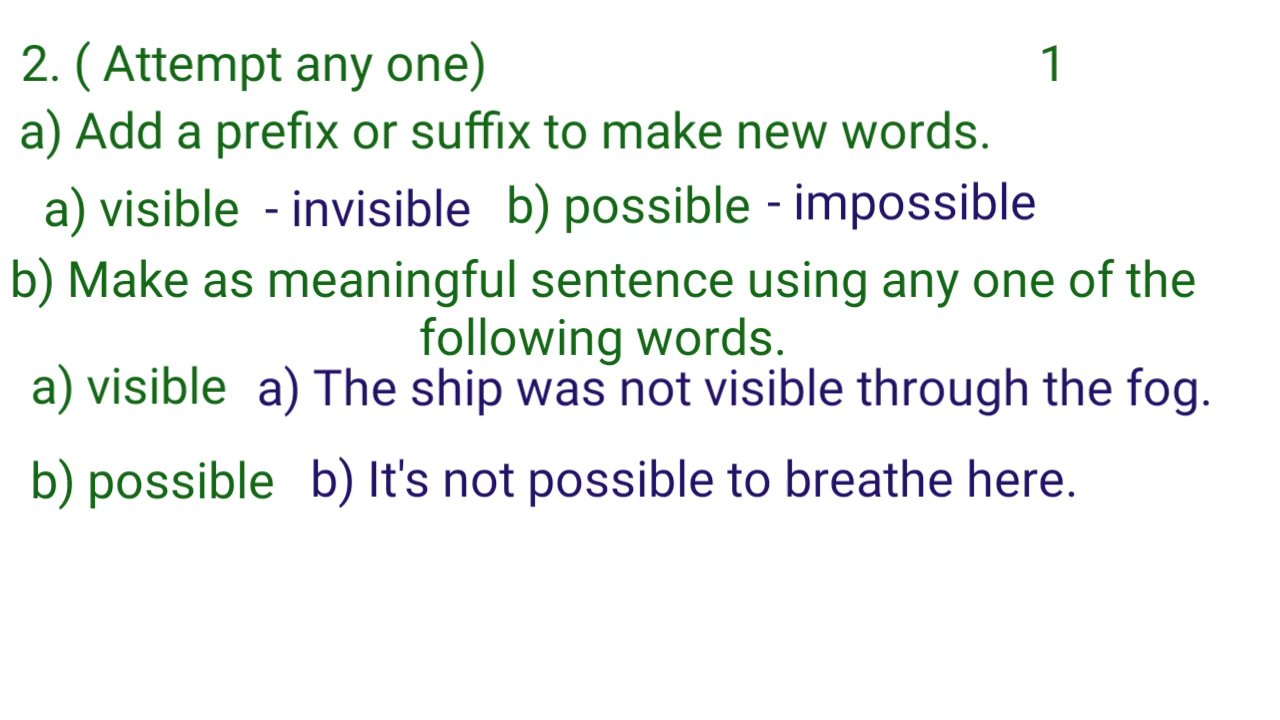 2. ( Attempt any one) 1
a) Add a prefix or suffix to make new words.
a) visible - invisible b) possible - impossible
b) Make as meaningful sentence using any one of the
following words.
a) visible a) The ship was not visible through the fog.
b) possible b) It's not possible to breathe here.